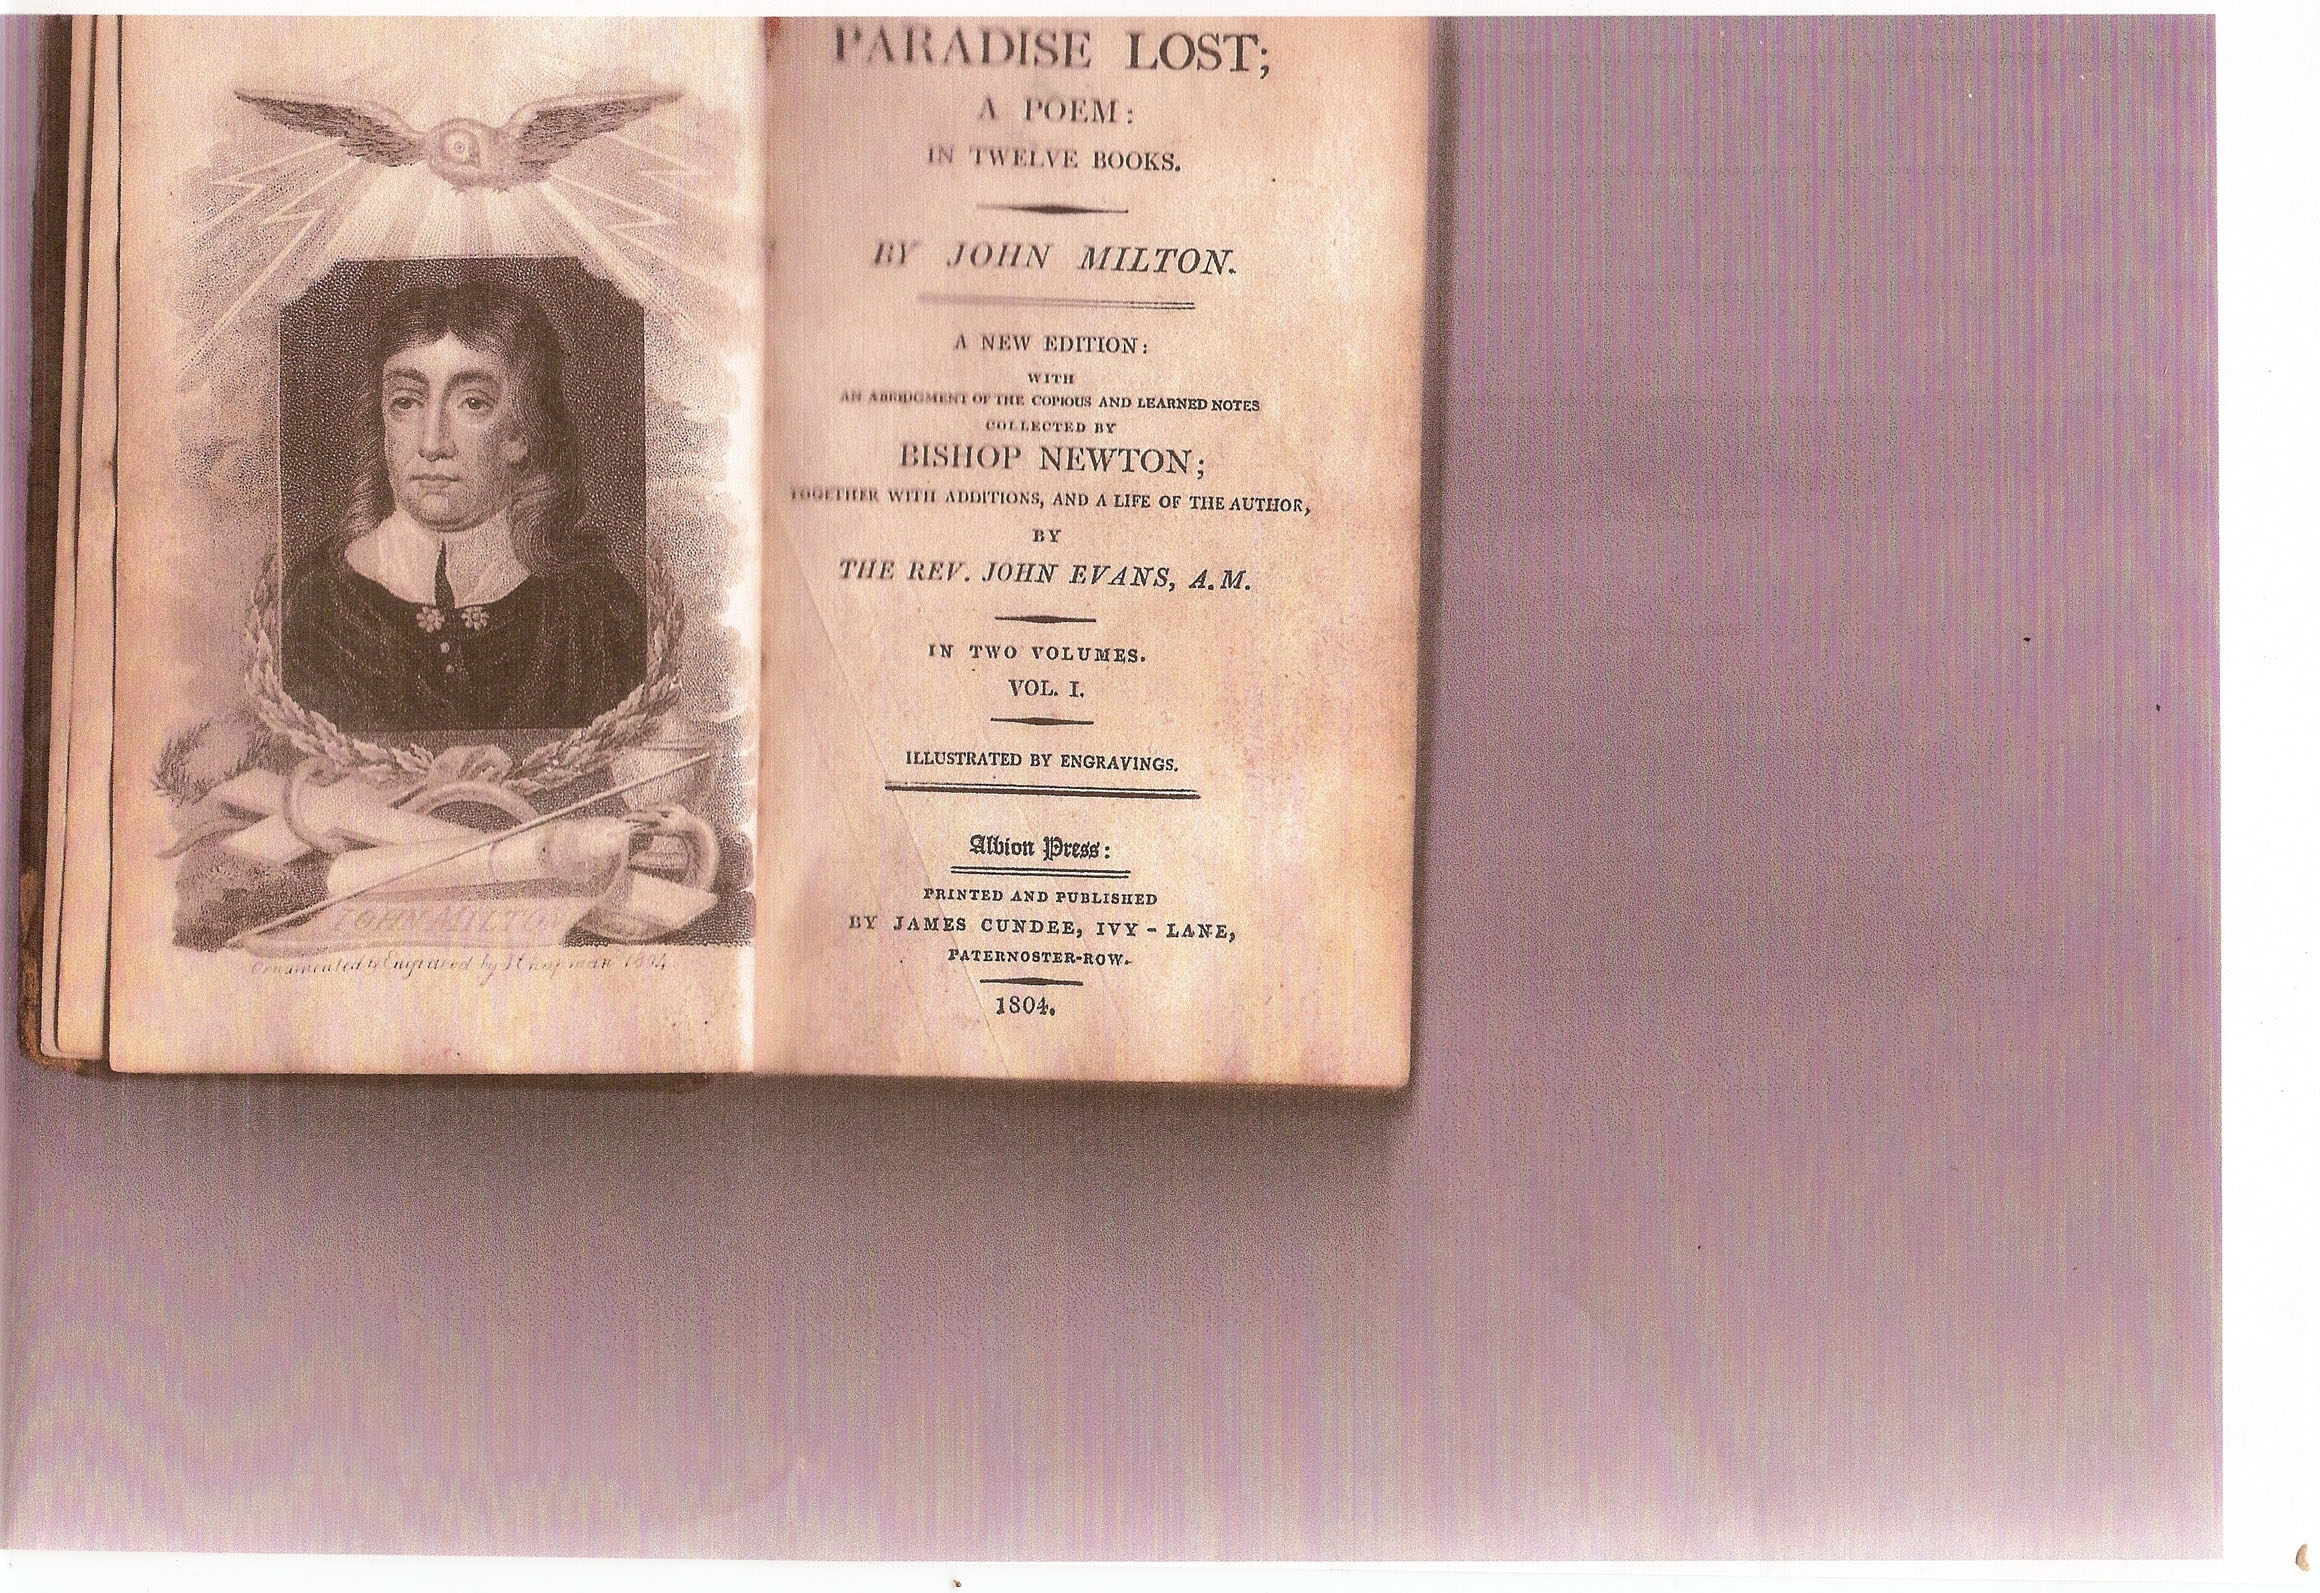 JOHN MILTON
Ornamented & Engraved by J Chapman 1804
PARADISE LOST;
A POEM:
IN TWELVE BOOKS.
BY JOHN MILTON.
A NEW EDITION:
WITH
AN ABRIDGMENT OF THE COPIOUS AND LEARNED NOTES
COLLECTED BY
BISHOP NEWTON;
TOGETHER WITH ADDITIONS, AND A LIFE OF THE AUTHOR,
BY
THE REV. JOHN EVANS, A.M.
IN TWO VOLUMES.
VOL. I.
ILLUSTRATED BY ENGRAVINGS.
Albion Press:
PRINTED AND PUBLISHED
BY JAMES CUNDEE, IVY-LANE,
PATERNOSTER-ROW.
1804.